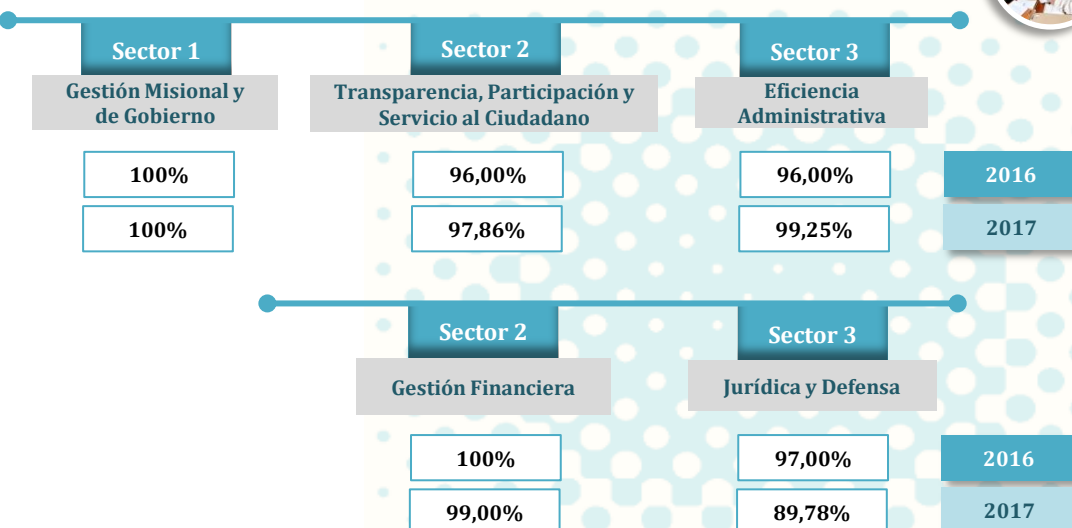 Sector 1
Sector 2
Sector 3
Gestión Misional y
de Gobierno
Transparencia, Participación y
Servicio al Ciudadano
Eficiencia
Administrativa
100%
96,00%
96,00%
2016
100%
97,86%
99,25%
2017
Sector 2
Sector 3
Gestión Financiera
Jurídica y Defensa
100%
97,00%
2016
99,00%
89,78%
2017